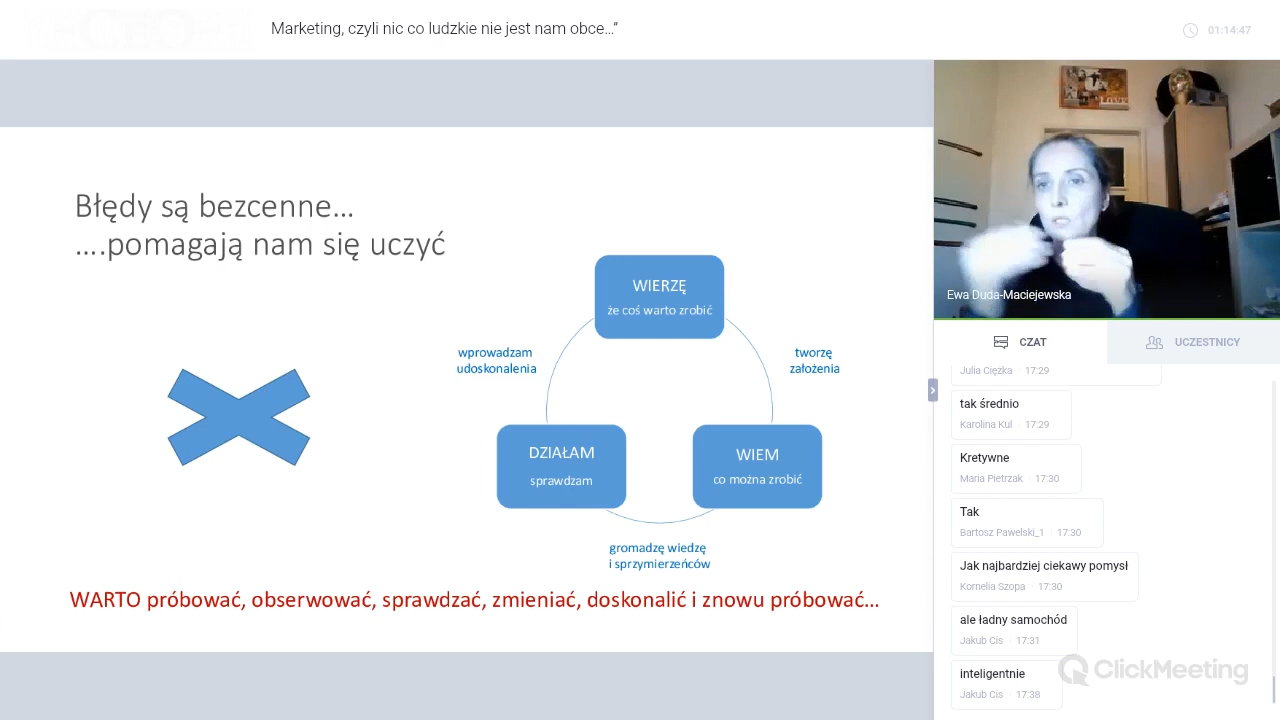 Marketing, czyli nic co ludzkie nie jest nam obce...”
01:14:47
Błędy są bezcenne...
....pomagają nam się uczyć
WIERZĘ
że coś warto zrobić
wprowadzam
udoskonalenia
tworzę
założenia
DZIAŁAM
sprawdzam
WIEM
co można zrobić
gromadzę wiedzę
i sprzymierzeńców
WARTO próbować, obserwować, sprawdzać, zmieniać, doskonalić i znowu próbować...
Ewa Duda-Maciejewska
CZAT
UCZESTNICY
Julia Ciężka 17:29
tak średnio
Karolina Kul 17:29
Kretywne
Maria Pietrzak 17:30
Tak
Bartosz Pawelski_1 17:30
Jak najbardziej ciekawy pomysł
Kornelia Szopa 17:30
ale ładny samochód
Jakub Cis 17:31
inteligentnie
Jakub Cis 17:38
ClickMeeting